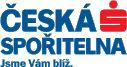 ČESKÁ
SPOŘITELNA
Jsme Vám blíž.